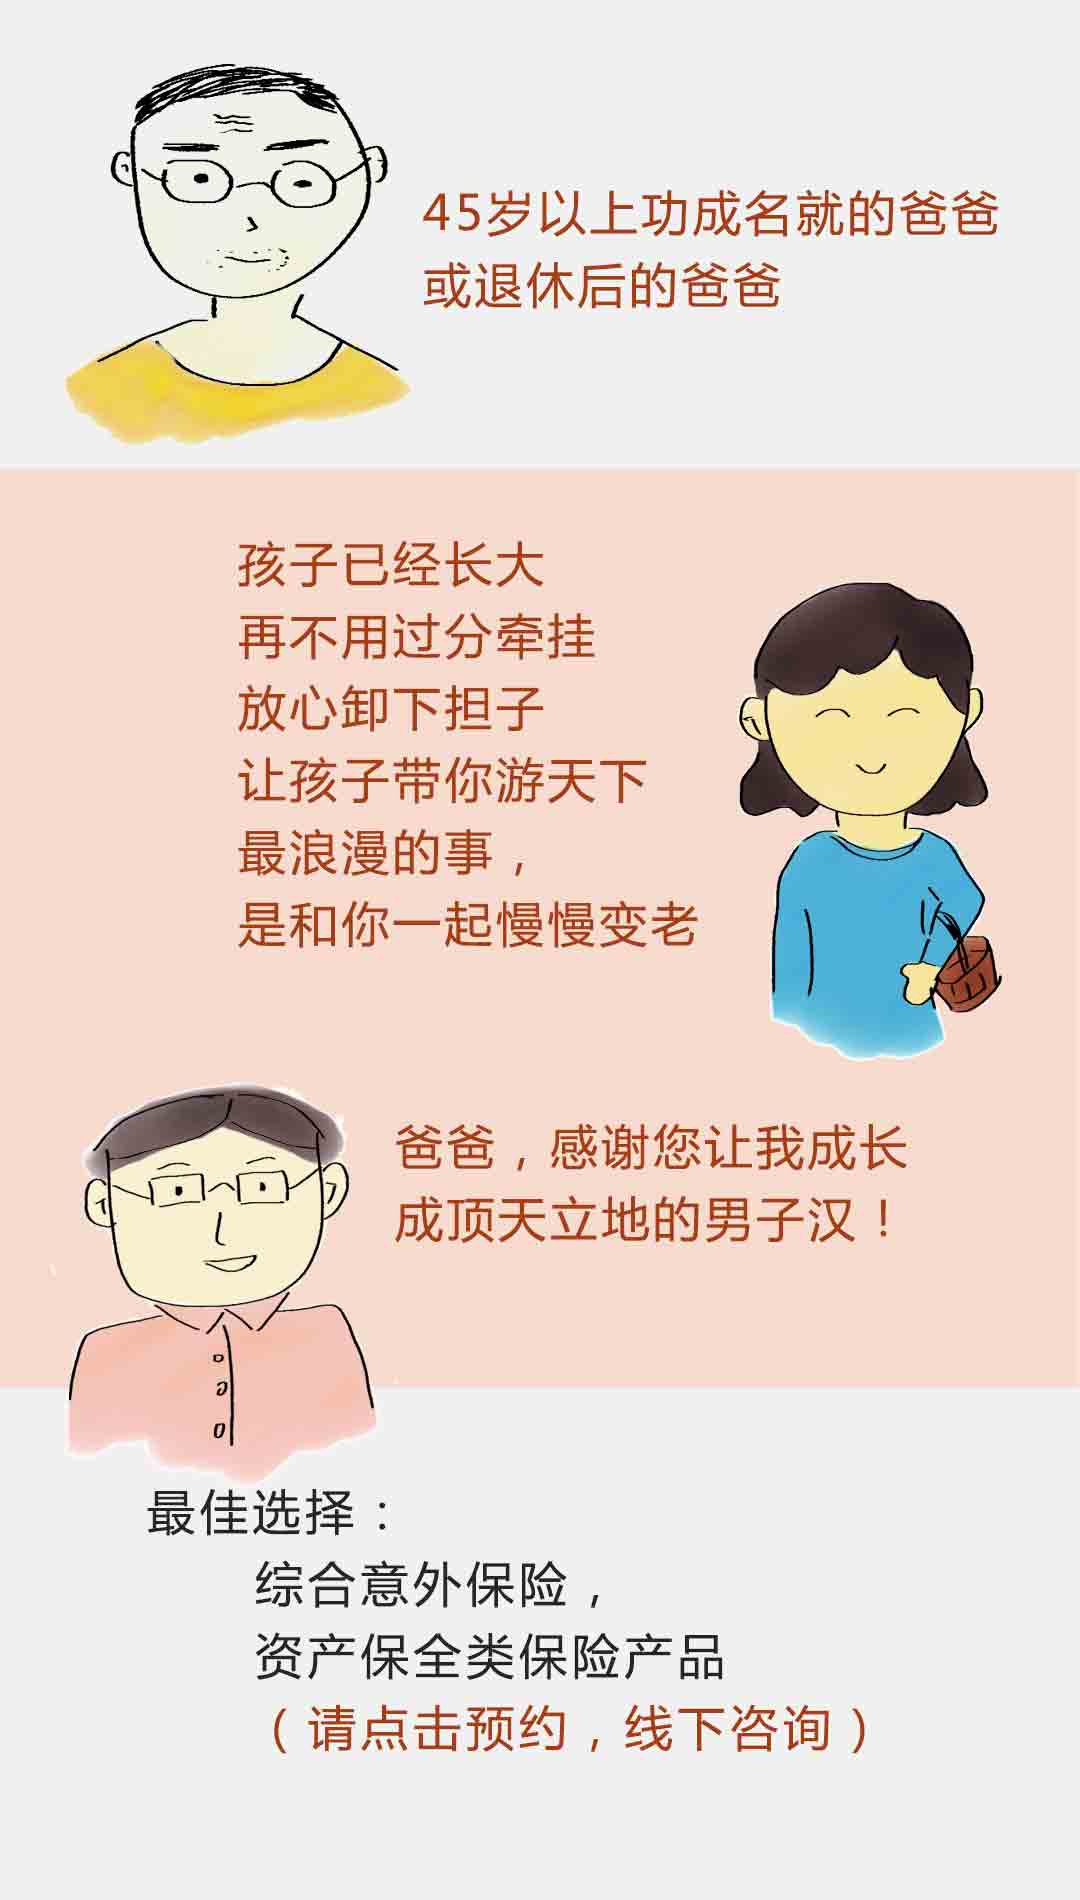 45岁以上功成名就的爸爸
或退休后的爸爸
孩子已经长大
再不用过分牵挂
放心卸下担子
让孩子带你游天下
最浪漫的事，
是和你一起慢慢变老
爸爸，感谢您让我成长
成顶天立地的男子汉！
最佳选择：
综合意外保险，
资产保全类保险产品
（请点击预约，线下咨询）